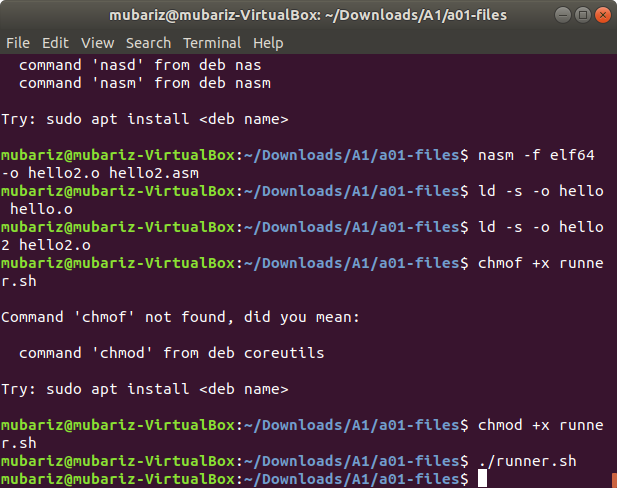 mubariz@mubariz-VirtualBox: ~/Downloads/A1/a01-files
File Edit View Search Terminal Help
command 'nasd' from deb nas
command 'nasm' from deb nasm
Try: sudo apt install <deb name>
mubariz@mubariz-VirtualBox:~/Downloads/A1/a01-files$ nasm -f elf64
-o hello2.o hello2.asm
mubariz@mubariz-VirtualBox:~/Downloads/A1/a01-files$ ld -s -o hello
hello.o
mubariz@mubariz-VirtualBox:~/Downloads/A1/a01-files$ ld -s -o hello
2 hello2.o
mubariz@mubariz-VirtualBox:~/Downloads/A1/a01-files$ chmof +x runne
r.sh
Command 'chmof' not found, did you mean:
command 'chmod' from deb coreutils
Try: sudo apt install <deb name>
mubariz@mubariz-VirtualBox:~/Downloads/A1/a01-files$ chmod +x runne
r.sh
mubariz@mubariz-VirtualBox:~/Downloads/A1/a01-files$ ./runner.sh
mubariz@mubariz-VirtualBox:~/Downloads/A1/a01-files$